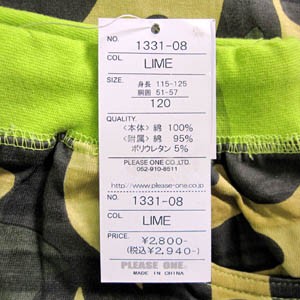 NO. 1331-08
COL. LIME
SIZE. 身長 115-125
胴囲 51-57
120
QUALITY.
〈本体〉 綿 100%
〈附属〉 綿 95%
ポリウレタン 5%
PLEASE ONE CO.,LTD.
052-910-8511
http://www.please-one.co.jp/
NO. 1331-08
COL. LIME
PRICE. ¥2,800-
(税込¥2,940-)
PLEASE ONE.
MADE IN CHINA